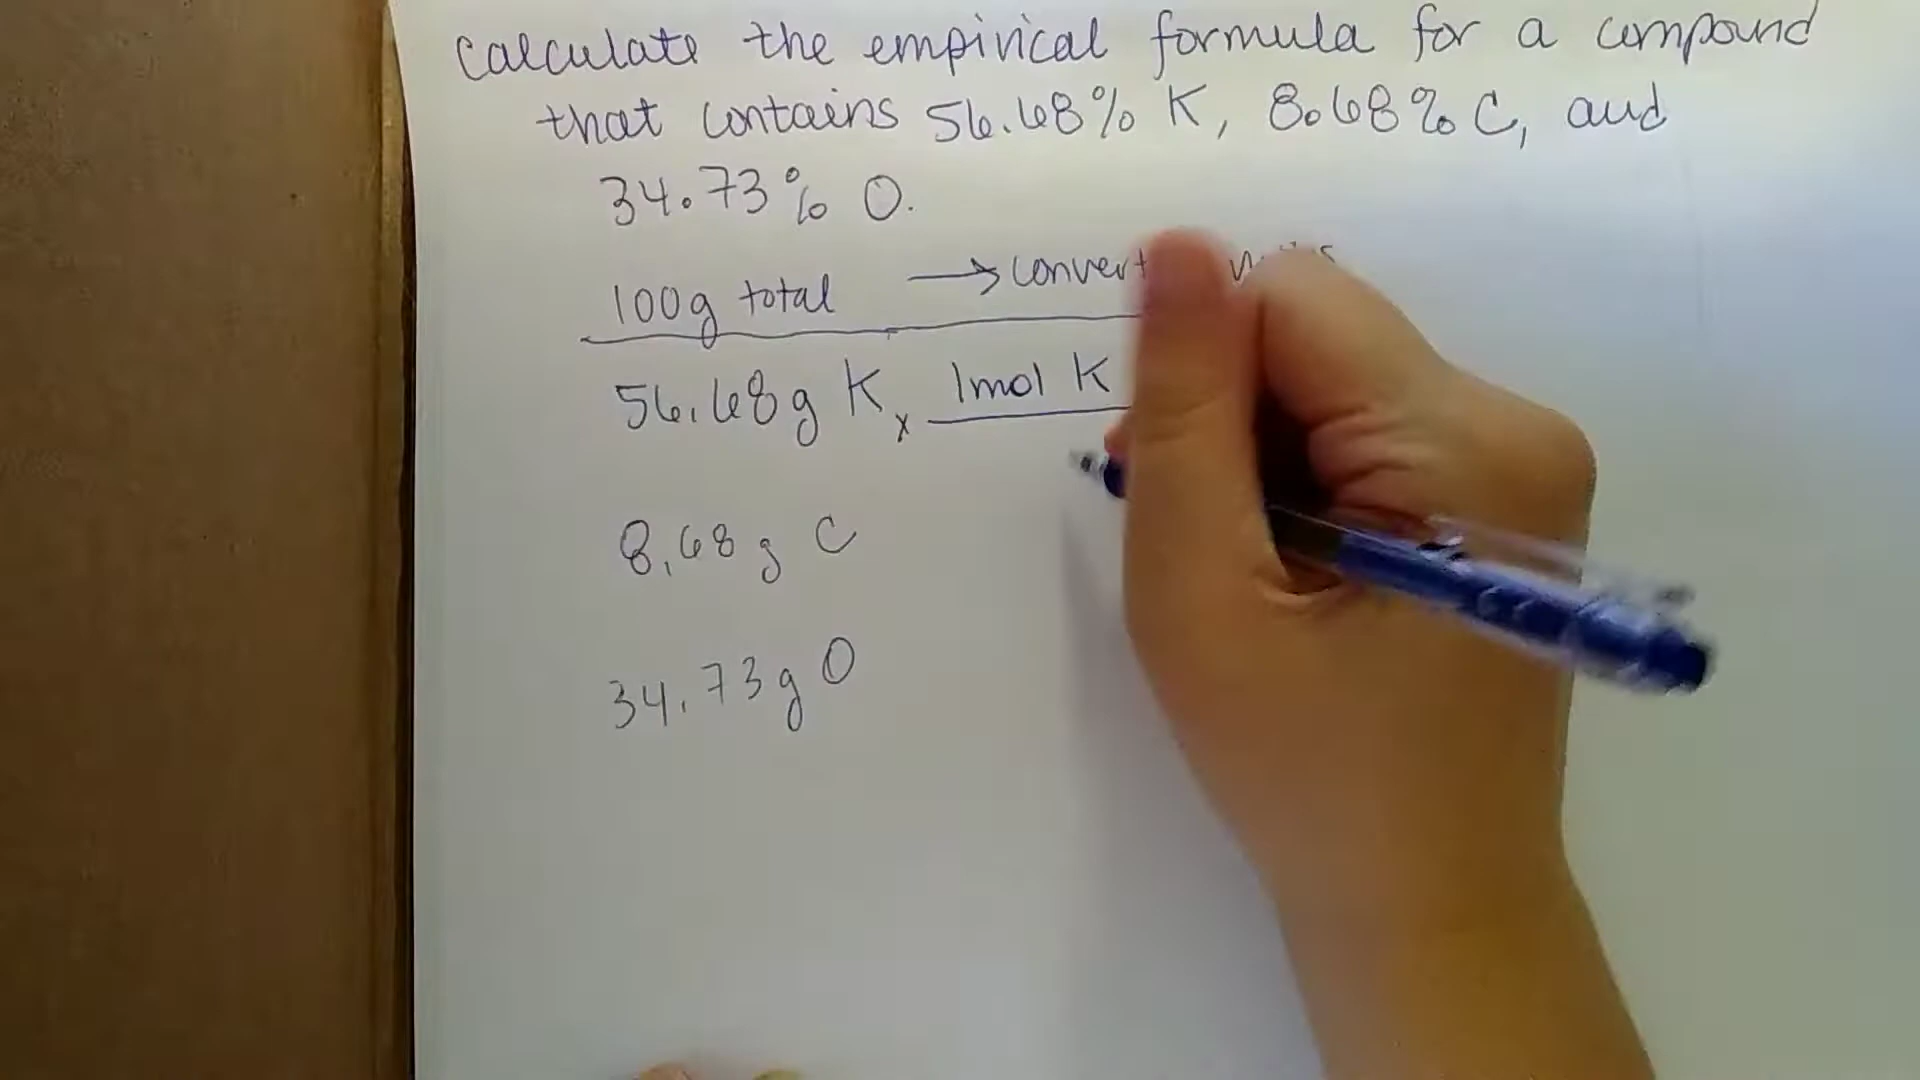 Calculate the empirical formula for a compound
that contains 56.68% K, 8.68% C, and
34.73% O.
100g total → convert
56.68g K x 1mol K
8.68g C
34.73g O